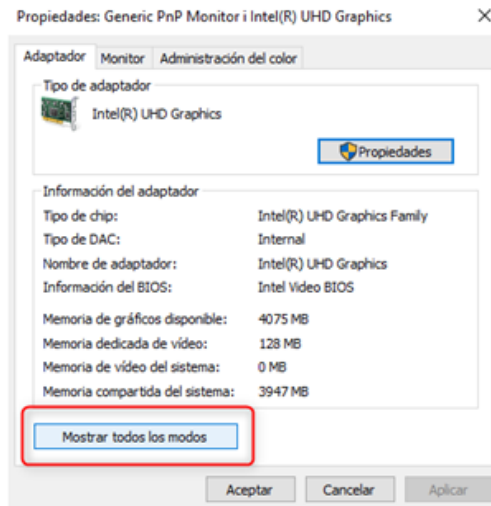 Propiedades: Generic PnP Monitor i Intel(R) UHD Graphics
Adaptador Monitor Administración del color
Tipo de adaptador
Intel(R) UHD Graphics
Propiedades
Información del adaptador
Tipo de chip: Intel(R) UHD Graphics Family
Tipo de DAC: Internal
Nombre de adaptador: Intel(R) UHD Graphics
Información del BIOS: Intel Video BIOS
Memoria de gráficos disponible: 4075 MB
Memoria dedicada de vídeo: 128 MB
Memoria de vídeo del sistema: 0 MB
Memoria compartida del sistema: 3947 MB
Mostrar todos los modos
Aceptar Cancelar Aplicar